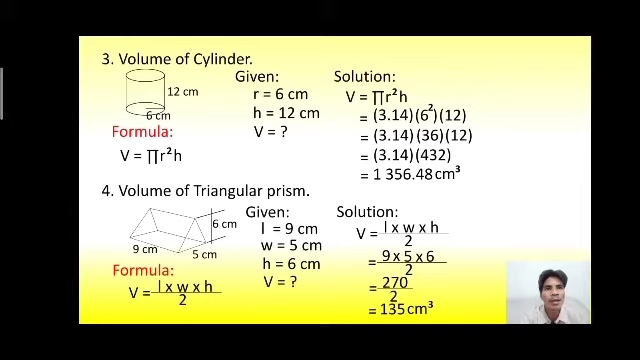 3. Volume of Cylinder.
12 cm
6 cm
Formula:
V = ∏r²h
Given:
r = 6 cm
h = 12 cm
V = ?
Solution:
V = ∏r²h
= (3.14)(6²)(12)
= (3.14)(36)(12)
= (3.14)(432)
= 1 356.48 cm³
4. Volume of Triangular prism.
6 cm
9 cm
5 cm
Formula:
V = l x w x h
2
Given:
l = 9 cm
w = 5 cm
h = 6 cm
V = ?
Solution:
V = l x w x h
2
= 9 x 5 x 6
2
= 270
2
= 135 cm³